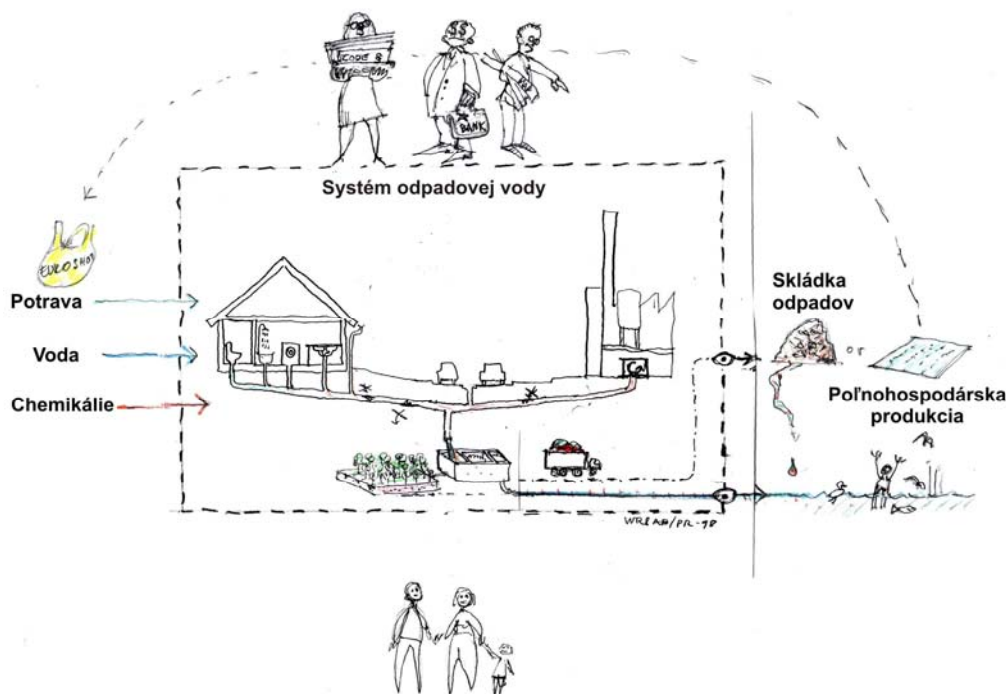 BANK
Systém odpadovej vody
EUROSHOP
Potrava
Voda
Chemikálie
Skládka
odpadov
Poľnohospodárska
produkcia